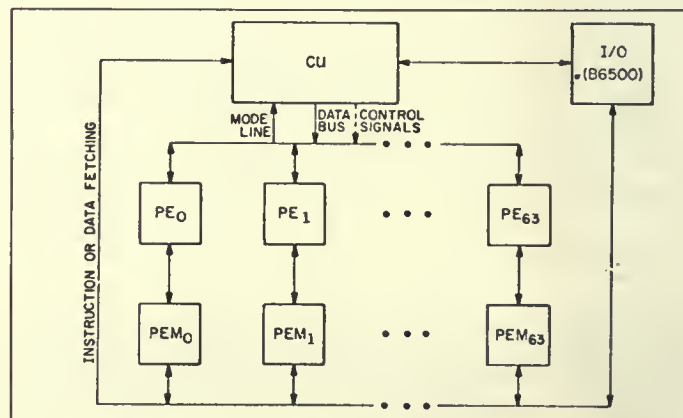 CU
I/O
(B6500)
MODE
LINE
DATA
BUS
CONTROL
SIGNALS
INSTRUCTION OR DATA FETCHING
PE0
PE1
PE63
PEM0
PEM1
PEM63